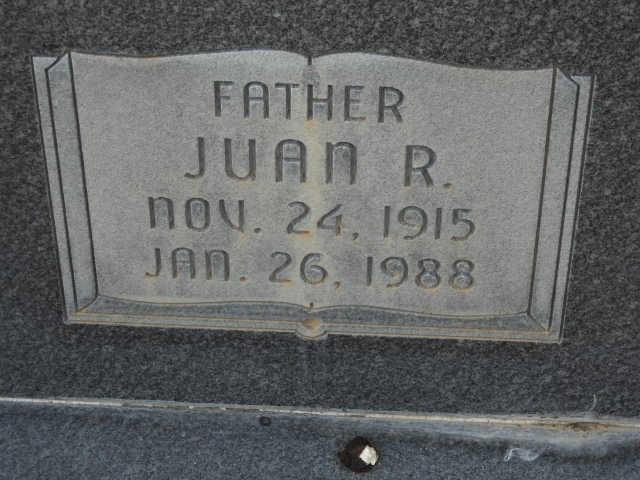 FATHER
JUAN R.
NOV. 24, 1915
JAN. 26, 1988